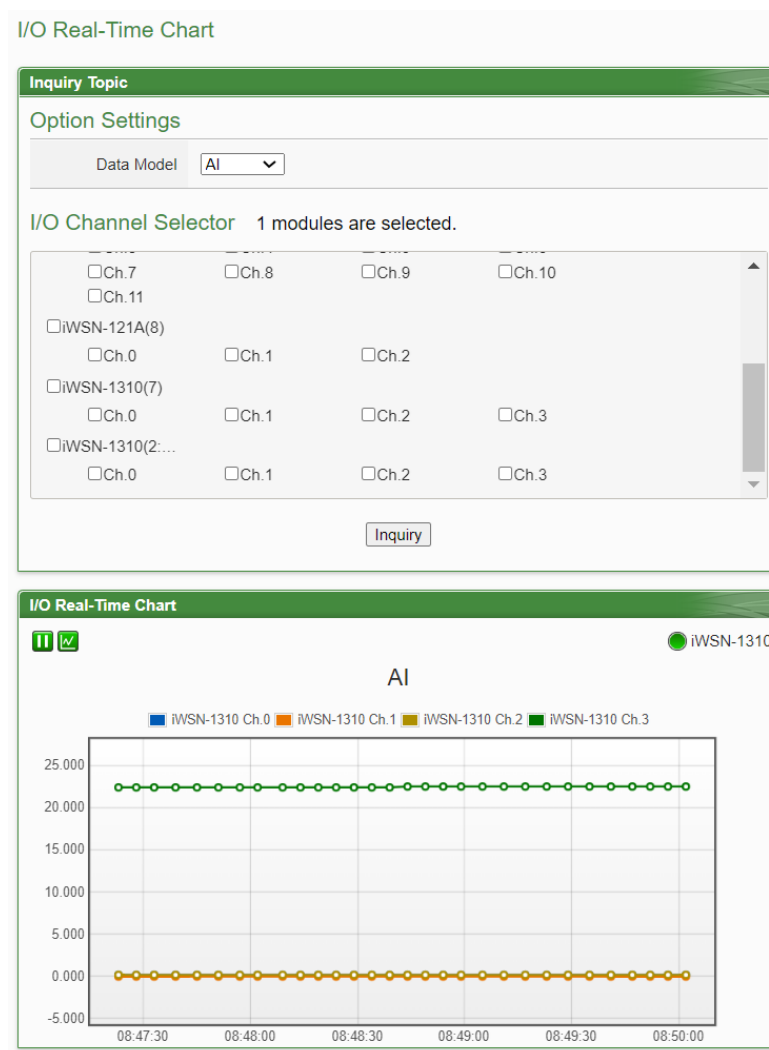 I/O Real-Time Chart
Inquiry Topic
Option Settings
Data Model AI
I/O Channel Selector 1 modules are selected.
Ch.7 Ch.8 Ch.9 Ch.10
Ch.11
iWSN-121A(8)
Ch.0 Ch.1 Ch.2
iWSN-1310(7)
Ch.0 Ch.1 Ch.2 Ch.3
iWSN-1310(2:...
Ch.0 Ch.1 Ch.2 Ch.3
Inquiry
I/O Real-Time Chart
iWSN-1310
AI
iWSN-1310 Ch.0 iWSN-1310 Ch.1 iWSN-1310 Ch.2 iWSN-1310 Ch.3
25.000
20.000
15.000
10.000
5.000
0.000
-5.000
08:47:30 08:48:00 08:48:30 08:49:00 08:49:30 08:50:00